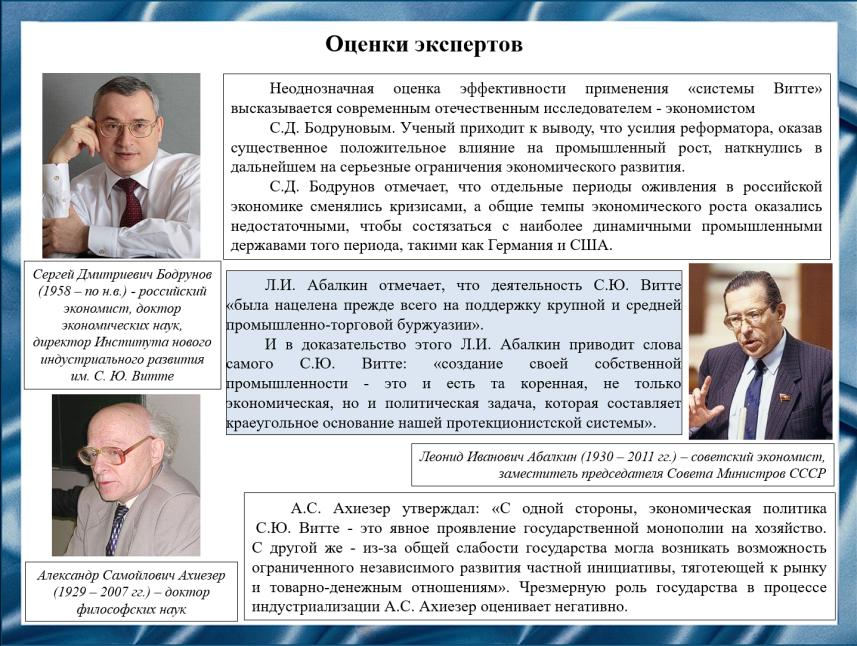 Оценки экспертов
Неоднозначная оценка эффективности применения «системы Витте»
высказывается современным отечественным исследователем - экономистом
С.Д. Бодруновым. Ученый приходит к выводу, что усилия реформатора, оказав
существенное положительное влияние на промышленный рост, наткнулись в
дальнейшем на серьезные ограничения экономического развития.
С.Д. Бодрунов отмечает, что отдельные периоды оживления в российской
экономике сменялись кризисами, а общие темпы экономического роста оказались
недостаточными, чтобы состязаться с наиболее динамичными промышленными
державами того периода, такими как Германия и США.
Сергей Дмитриевич Бодрунов
(1958 – по н.в.) - российский
экономист, доктор
экономических наук,
директор Института нового
индустриального развития
им. С. Ю. Витте
Л.И. Абалкин отмечает, что деятельность С.Ю. Витте
«была нацелена прежде всего на поддержку крупной и средней
промышленно-торговой буржуазии».
И в доказательство этого Л.И. Абалкин приводит слова
самого С.Ю. Витте: «создание своей собственной
промышленности - это и есть та коренная, не только
экономическая, но и политическая задача, которая составляет
краеугольное основание нашей протекционистской системы».
Леонид Иванович Абалкин (1930 – 2011 гг.) – советский экономист,
заместитель председателя Совета Министров СССР
А.С. Ахиезер утверждал: «С одной стороны, экономическая политика
С.Ю. Витте - это явное проявление государственной монополии на хозяйство.
С другой же - из-за общей слабости государства могла возникать возможность
ограниченного независимого развития частной инициативы, тяготеющей к рынку
и товарно-денежным отношениям». Чрезмерную роль государства в процессе
индустриализации А.С. Ахиезер оценивает негативно.
Александр Самойлович Ахиезер
(1929 – 2007 гг.) – доктор
философских наук